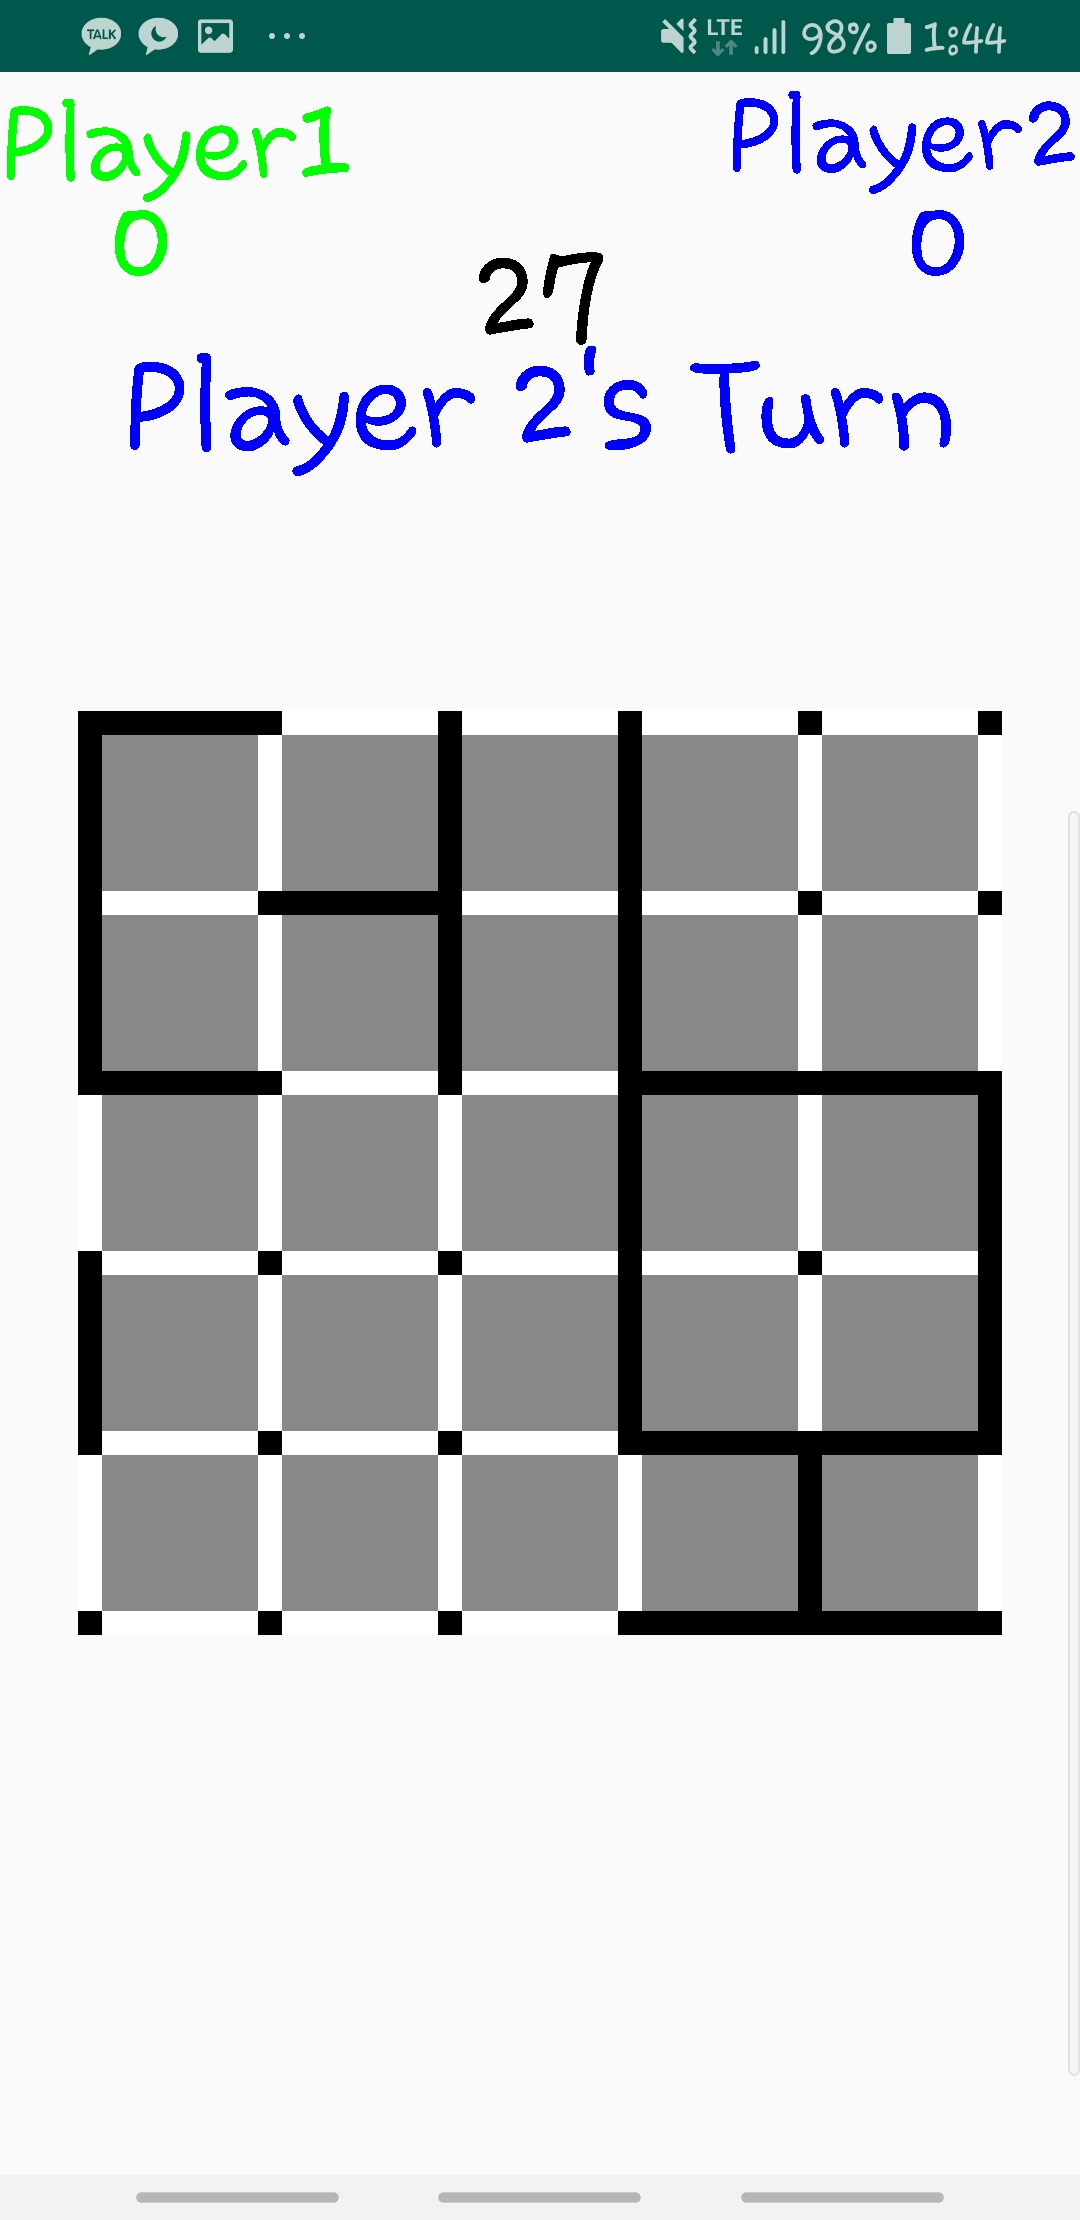 TALK LTE 98% 1:44
Player1 Player2
0 0
27
Player 2's Turn